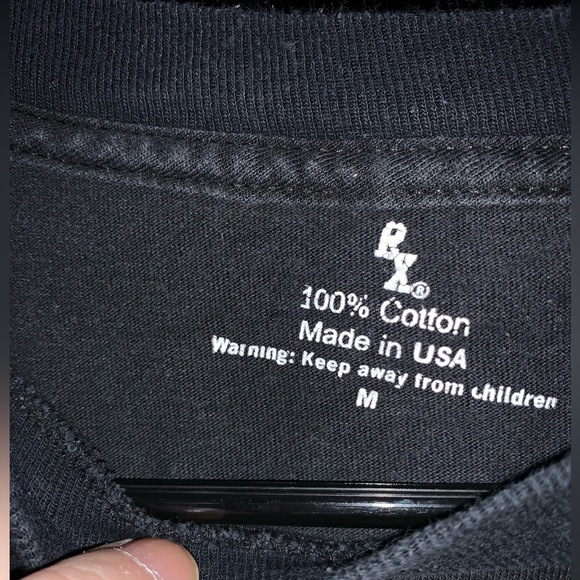 RX®
100% Cotton
Made in USA
Warning: Keep away from children
M